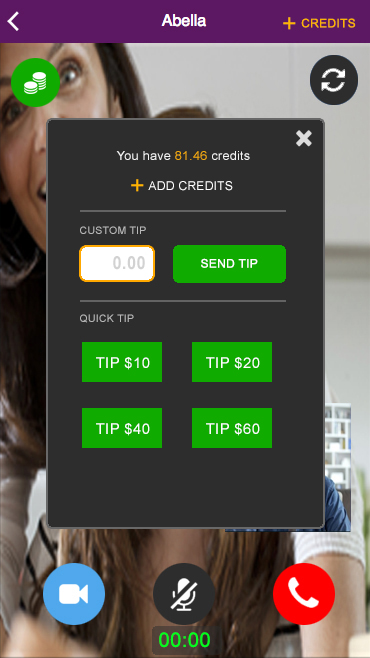 Abella
+ CREDITS
You have 81.46 credits
+ ADD CREDITS
CUSTOM TIP
0.00
SEND TIP
QUICK TIP
TIP $10
TIP $20
TIP $40
TIP $60
00:00